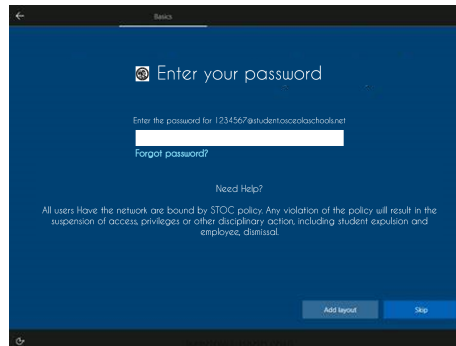 Basics
Enter your password
Enter the password for 1234567@student.osceolaschools.net
Forgot password?
Need Help?
All users Have the network are bound by STOC policy. Any violation of the policy will result in the
suspension of access, privileges or other disciplinary action, including student expulsion and
employee, dismissal.
Add layout
Skip